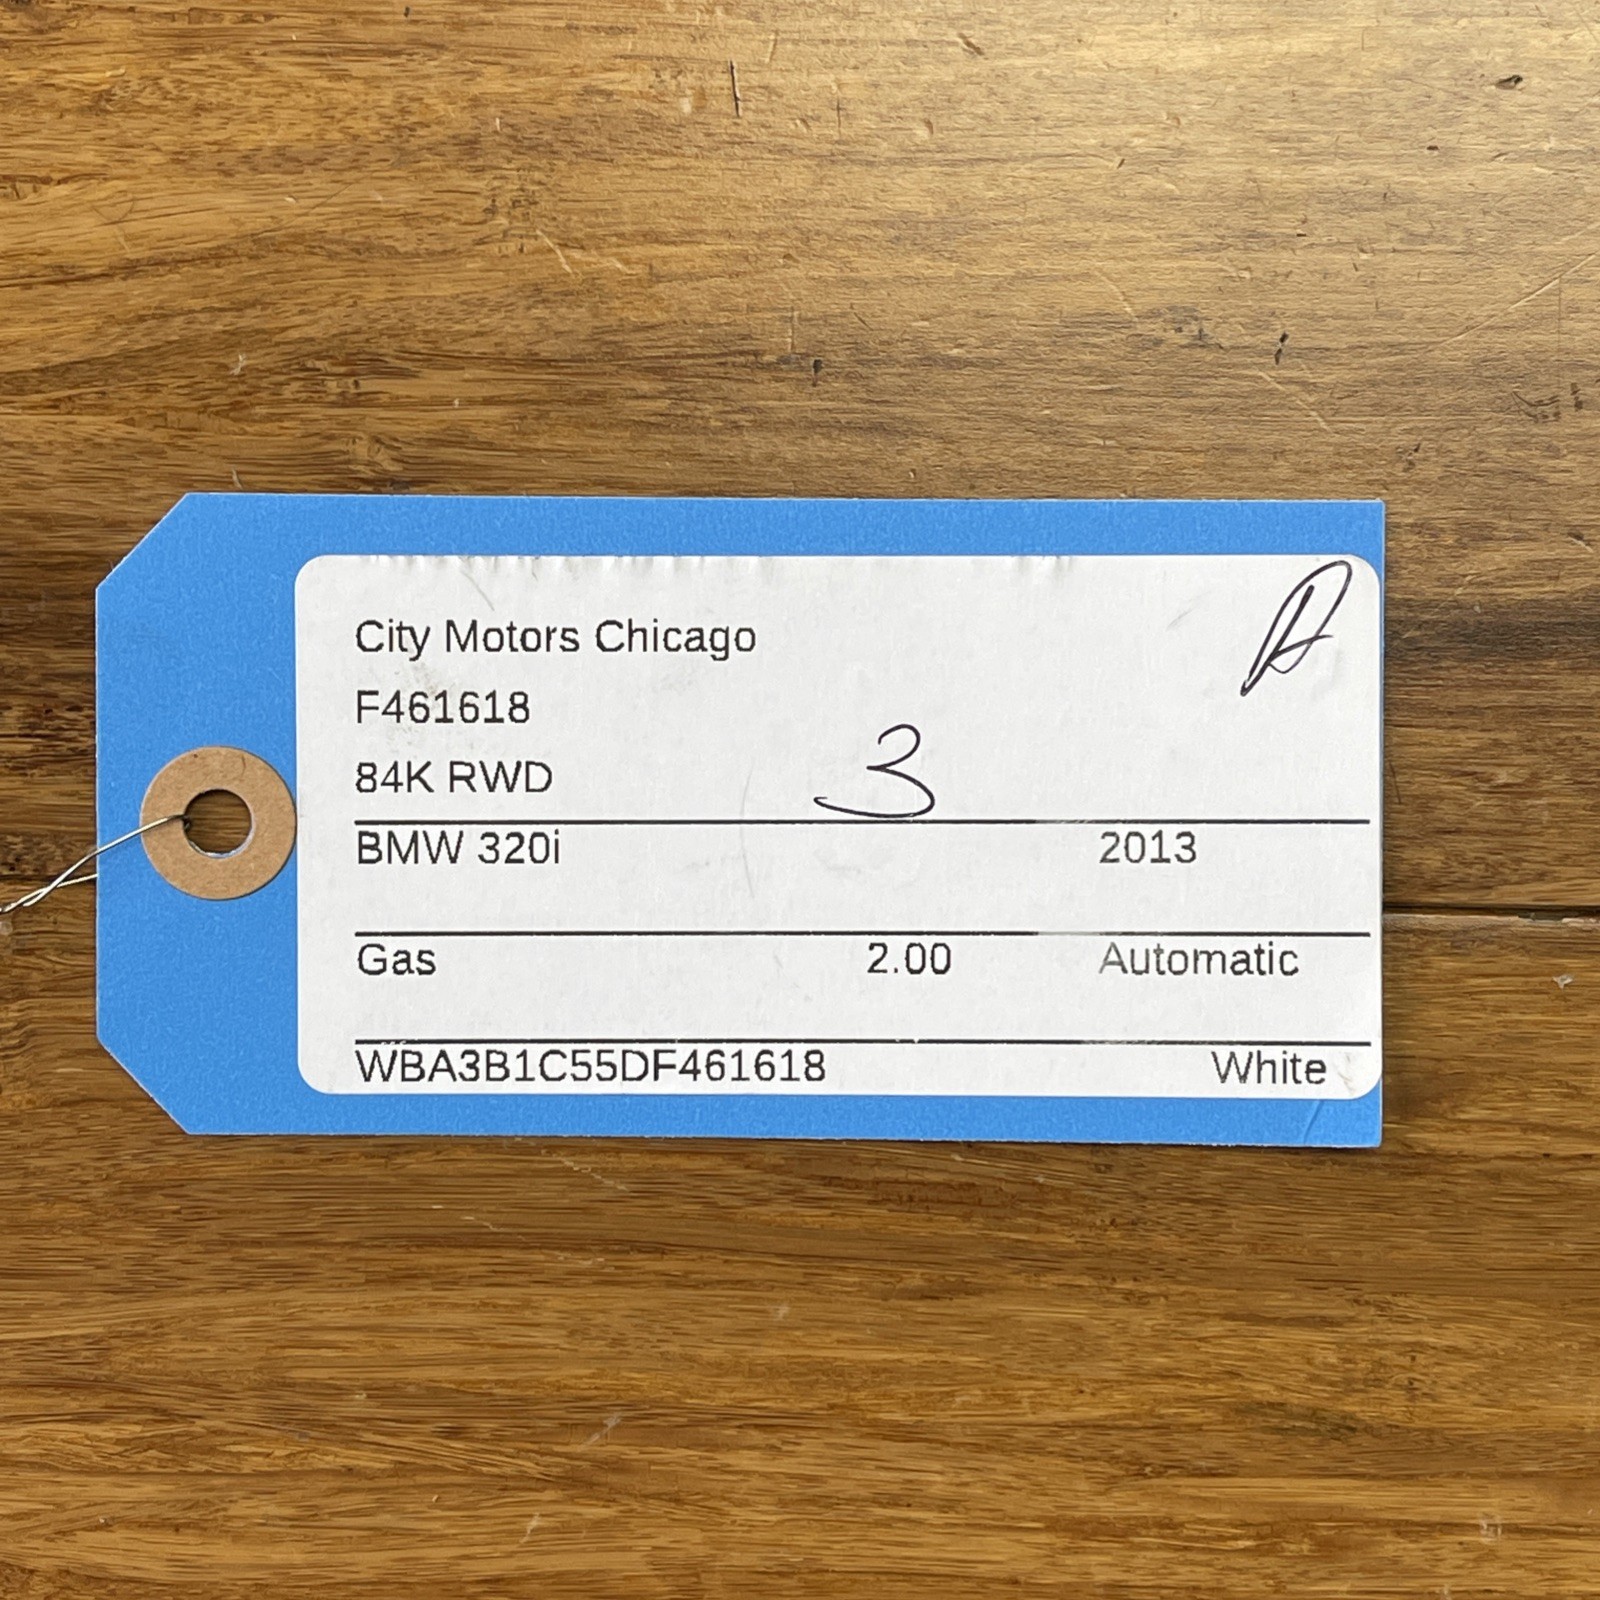 City Motors Chicago
F461618
84K RWD
3
BMW 320i 2013
Gas 2.00 Automatic
WBA3B1C55DF461618 White